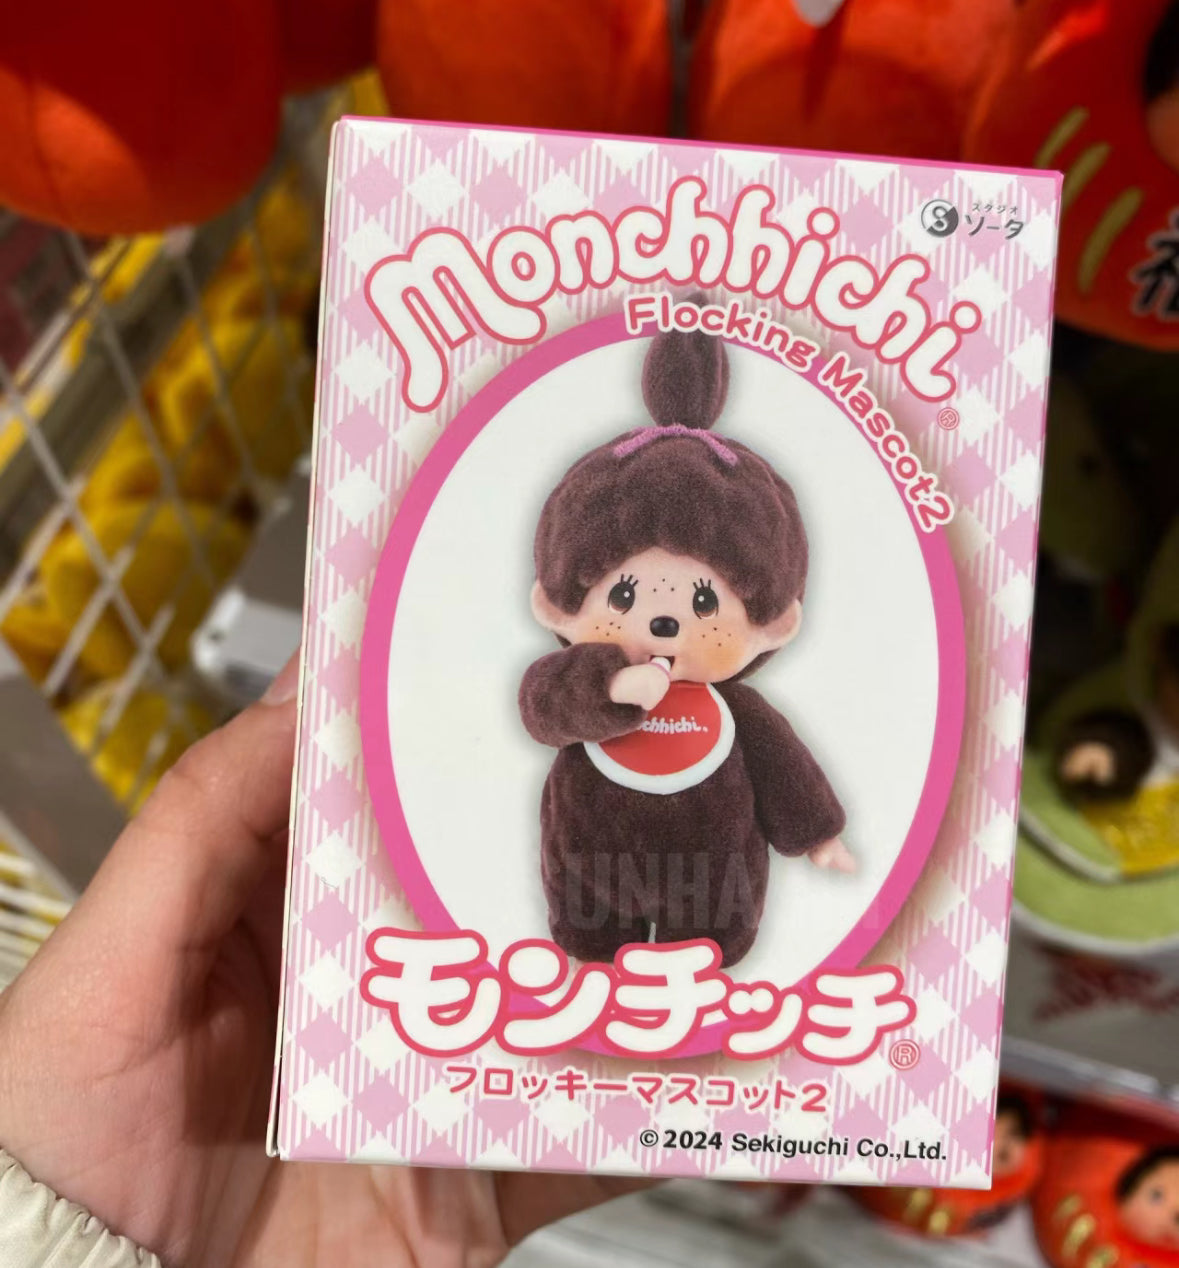 Monchhichi®
Flocking Mascot2
スタジオ
S ソータ
chhichi.
モンチッチ®
フロッキーマスコット2
©2024 Sekiguchi Co.,Ltd.